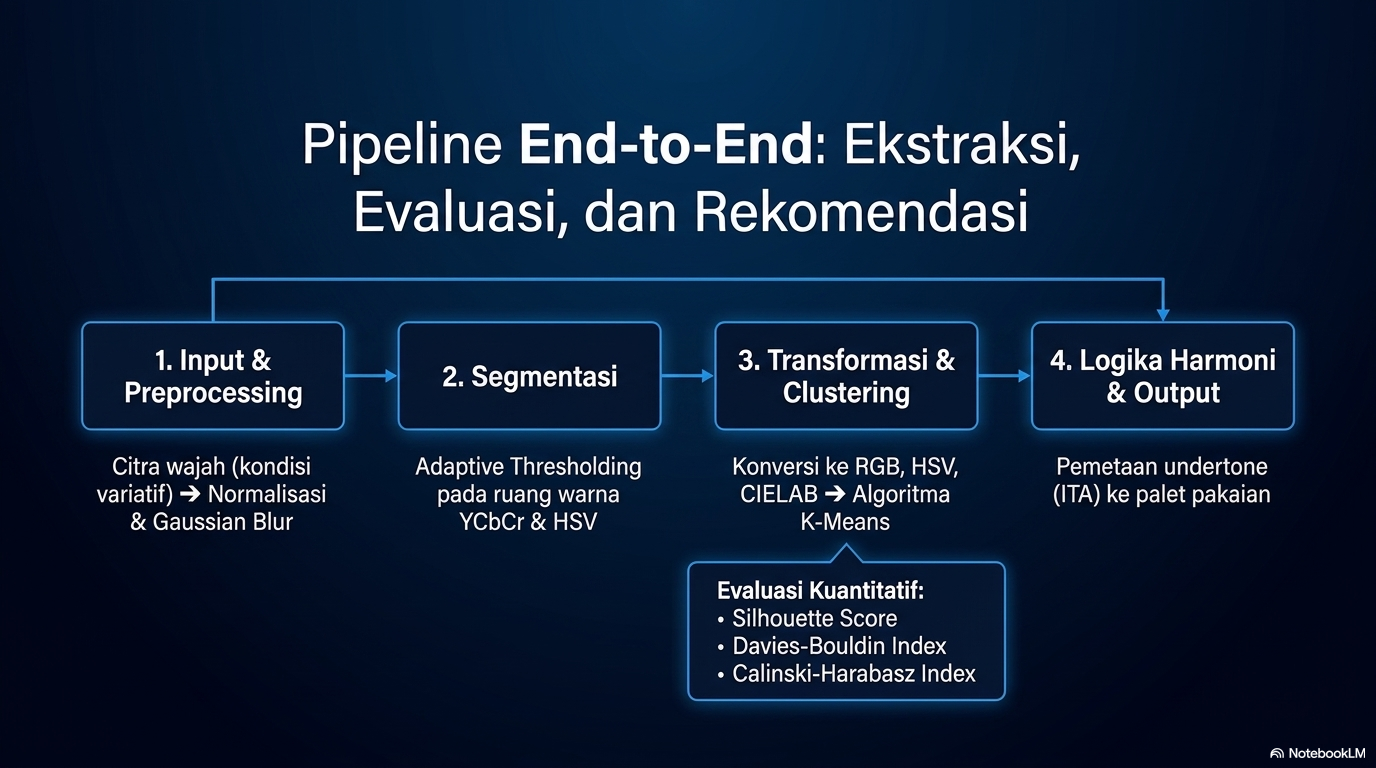 Pipeline End-to-End: Ekstraksi,
Evaluasi, dan Rekomendasi
1. Input &
Preprocessing
Citra wajah (kondisi
variatif) ➔ Normalisasi
& Gaussian Blur
2. Segmentasi
Adaptive Thresholding
pada ruang warna
YCbCr & HSV
3. Transformasi &
Clustering
Konversi ke RGB, HSV,
CIELAB ➔ Algoritma
K-Means
Evaluasi Kuantitatif:
• Silhouette Score
• Davies-Bouldin Index
• Calinski-Harabasz Index
4. Logika Harmoni
& Output
Pemetaan undertone
(ITA) ke palet pakaian
NotebookLM